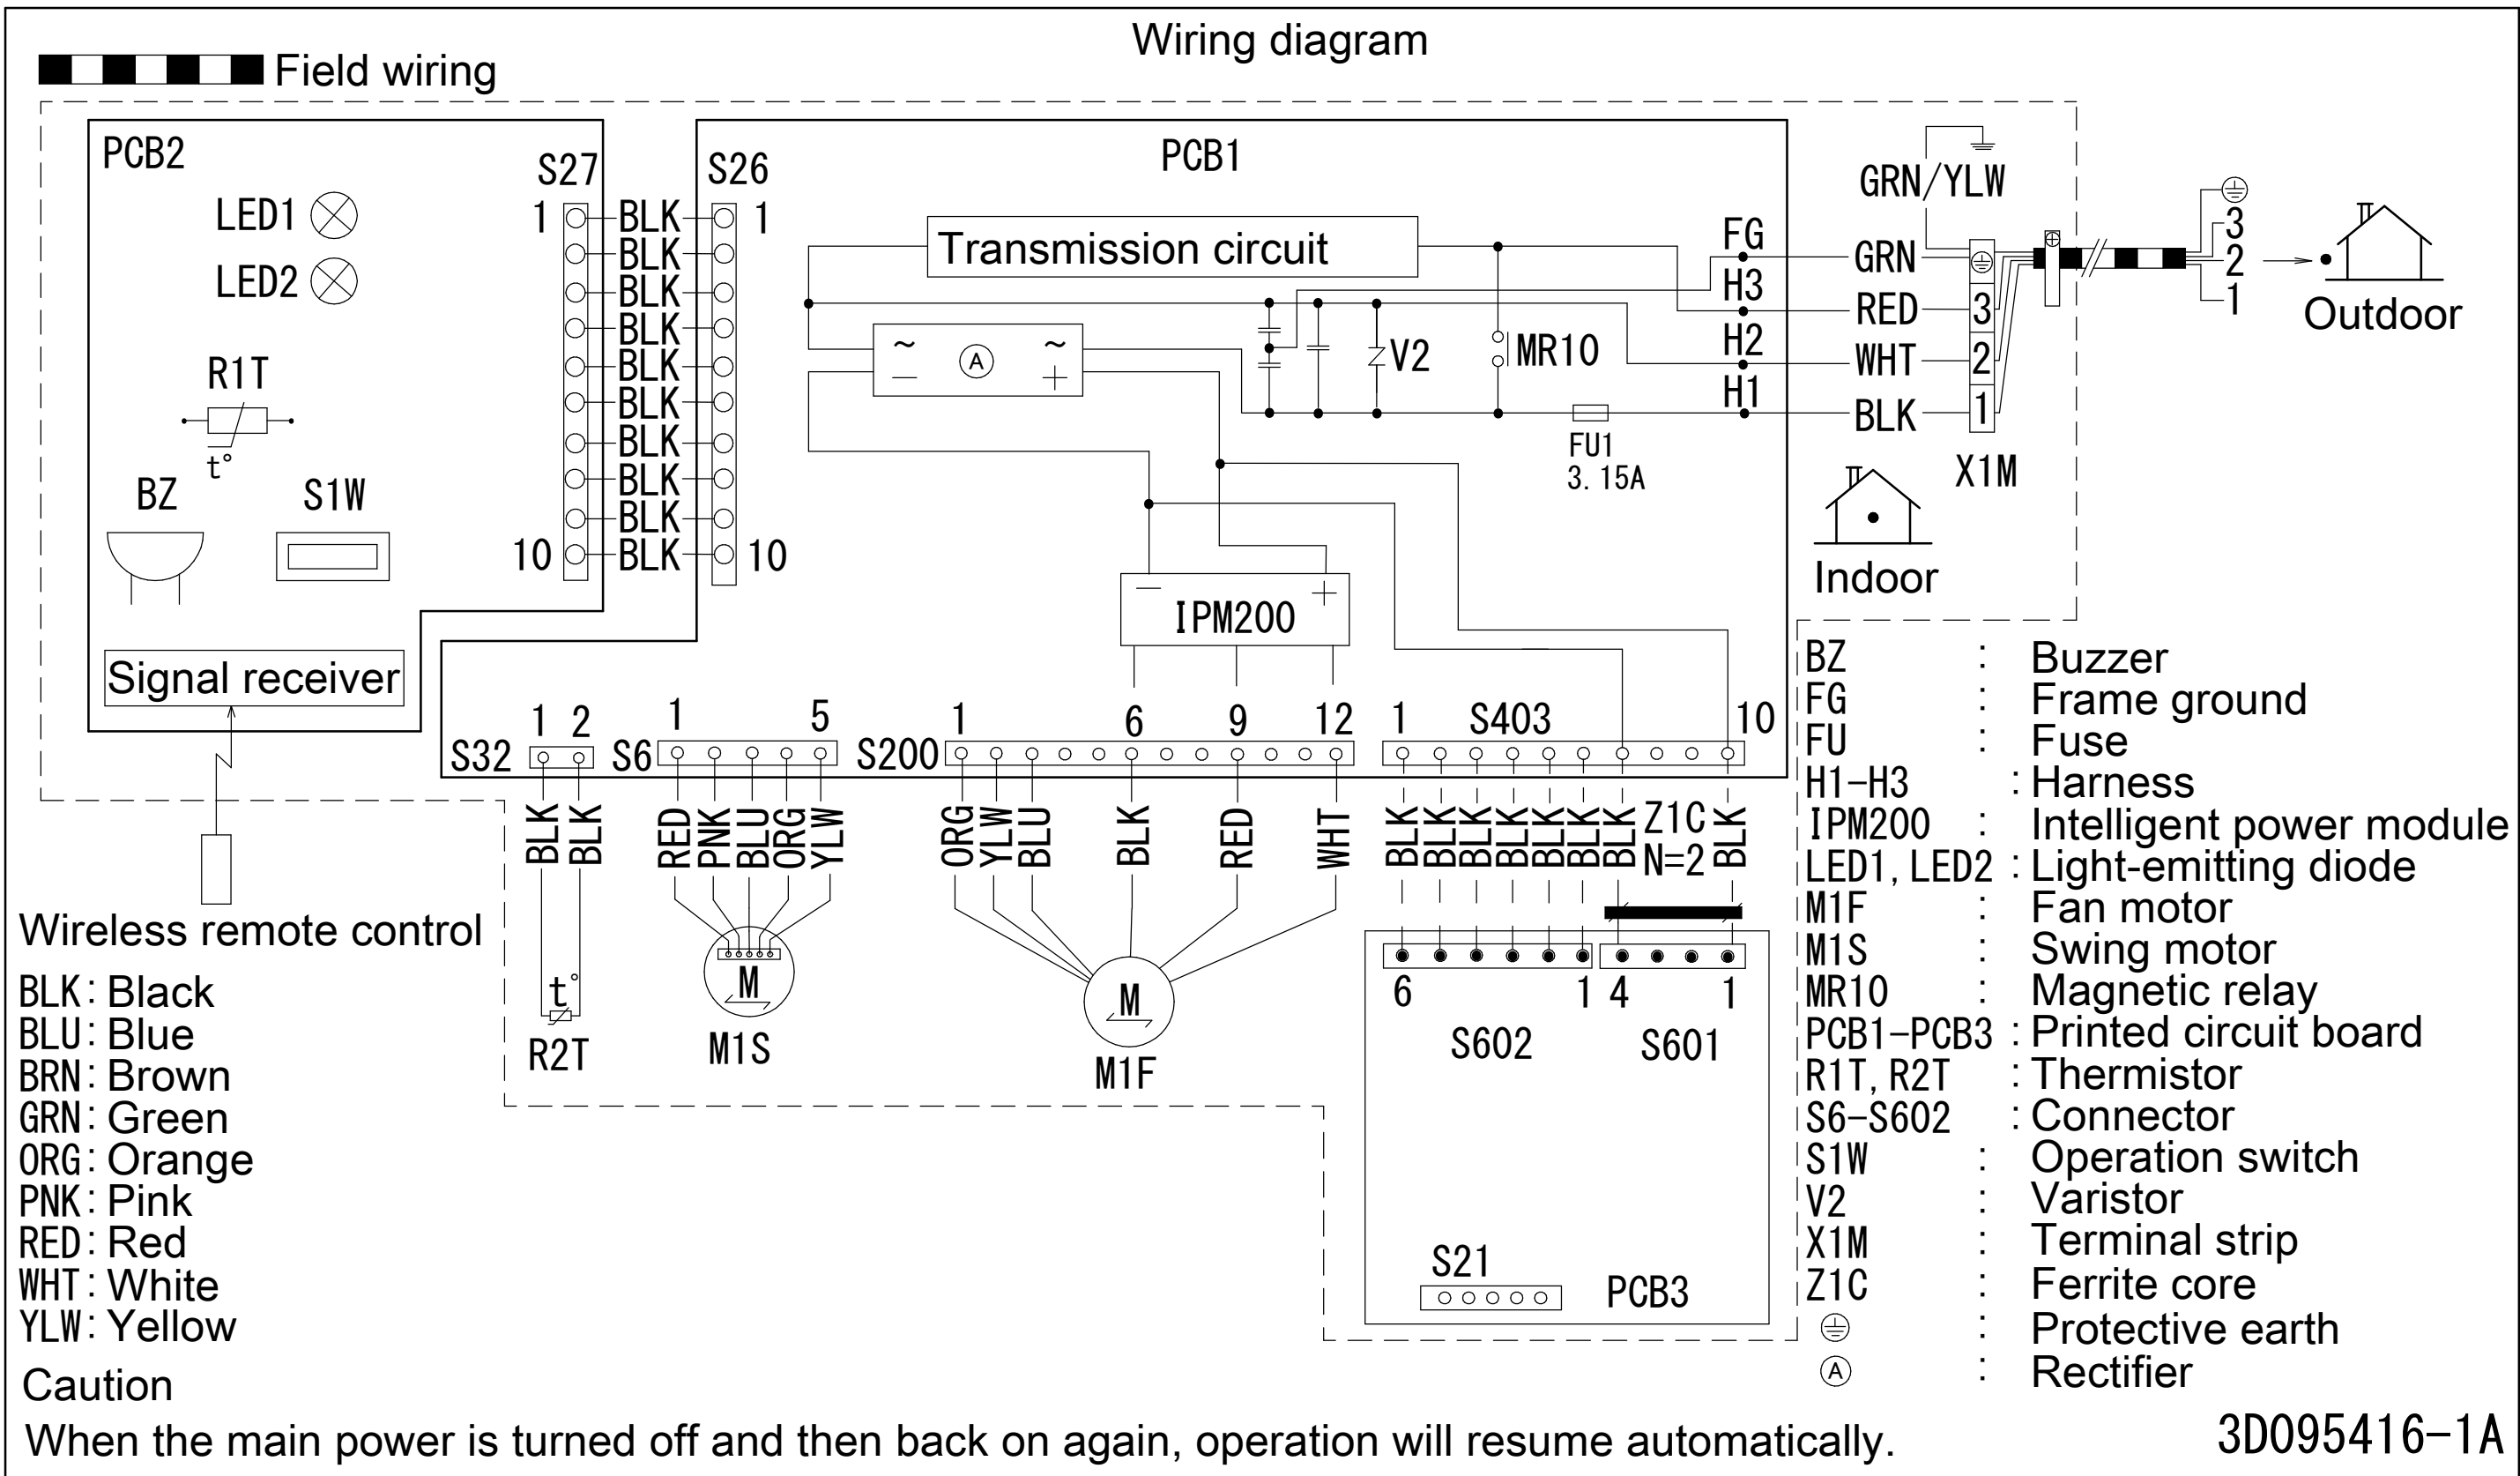 Wiring diagram
Field wiring
PCB2
S27
S26
PCB1
LED1
LED2
1 BLK 1
BLK
BLK
BLK
BLK
BLK
BLK
BLK
BLK
10 BLK 10
R1T
t°
BZ
S1W
Signal receiver
Wireless remote control
Transmission circuit
FG
H3
H2
H1
GRN/YLW
GRN
RED 3
WHT 2
BLK 1
X1M
3
2
1
Outdoor
Indoor
~ A ~
— +
V2
MR10
FU1
3.15A
— +
IPM200
S32 1 2
S6 1 5
S200 1 6 9 12
1 S403 10
BLK BLK
RED PNK BLU ORG YLW
ORG YLW BLU BLK RED WHT
BLK BLK BLK BLK BLK BLK BLK Z1C BLK
N=2
t°
R2T
M
M1S
M
M1F
6 1 4 1
S602 S601
S21
PCB3
BLK: Black
BLU: Blue
BRN: Brown
GRN: Green
ORG: Orange
PNK: Pink
RED: Red
WHT: White
YLW: Yellow
BZ : Buzzer
FG : Frame ground
FU : Fuse
H1-H3 : Harness
IPM200 : Intelligent power module
LED1, LED2 : Light-emitting diode
M1F : Fan motor
M1S : Swing motor
MR10 : Magnetic relay
PCB1-PCB3 : Printed circuit board
R1T, R2T : Thermistor
S6-S602 : Connector
S1W : Operation switch
V2 : Varistor
X1M : Terminal strip
Z1C : Ferrite core
: Protective earth
A : Rectifier
Caution
When the main power is turned off and then back on again, operation will resume automatically.
3D095416-1A